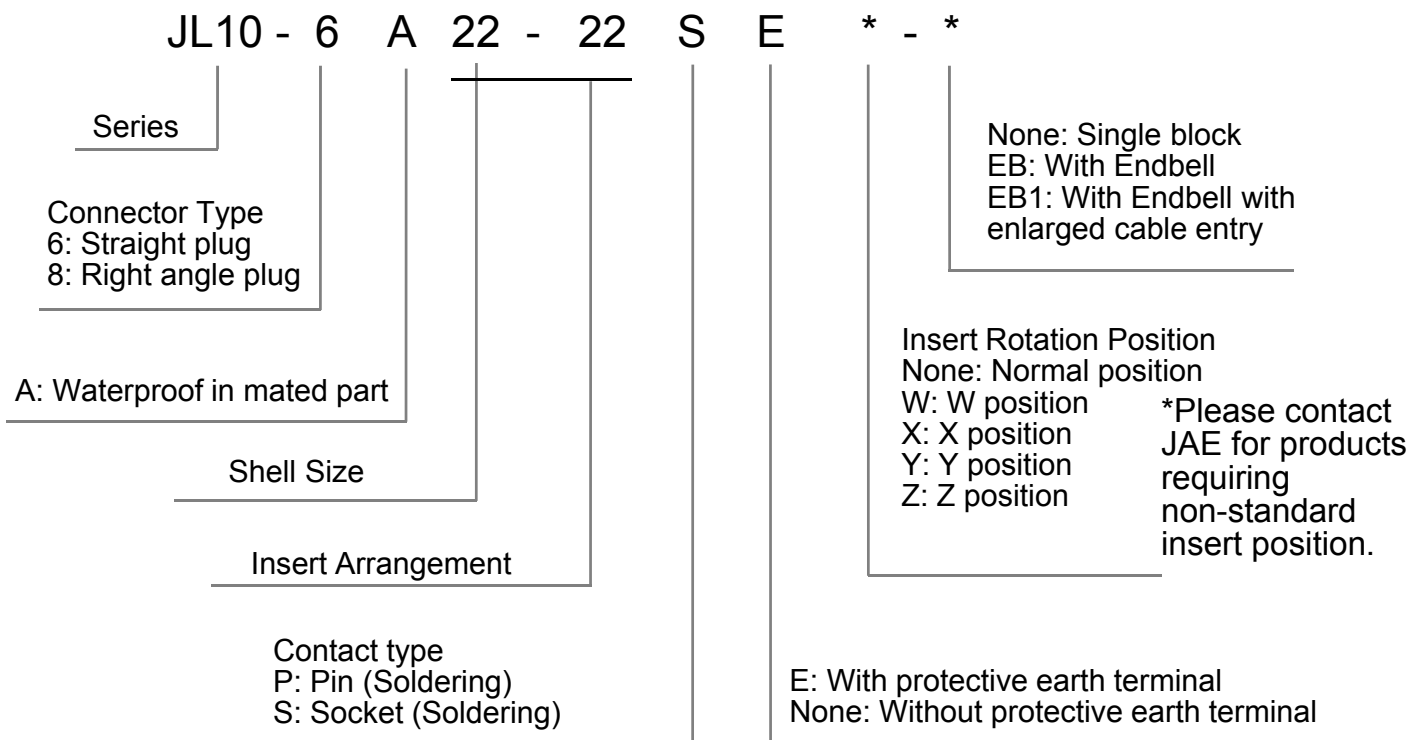 JL10 - 6 A 22 - 22 S E * - *
Series
Connector Type
6: Straight plug
8: Right angle plug
A: Waterproof in mated part
Shell Size
Insert Arrangement
Contact type
P: Pin (Soldering)
S: Socket (Soldering)
None: Single block
EB: With Endbell
EB1: With Endbell with
enlarged cable entry
Insert Rotation Position
None: Normal position
W: W position
X: X position
Y: Y position
Z: Z position
*Please contact
JAE for products
requiring
non-standard
insert position.
E: With protective earth terminal
None: Without protective earth terminal